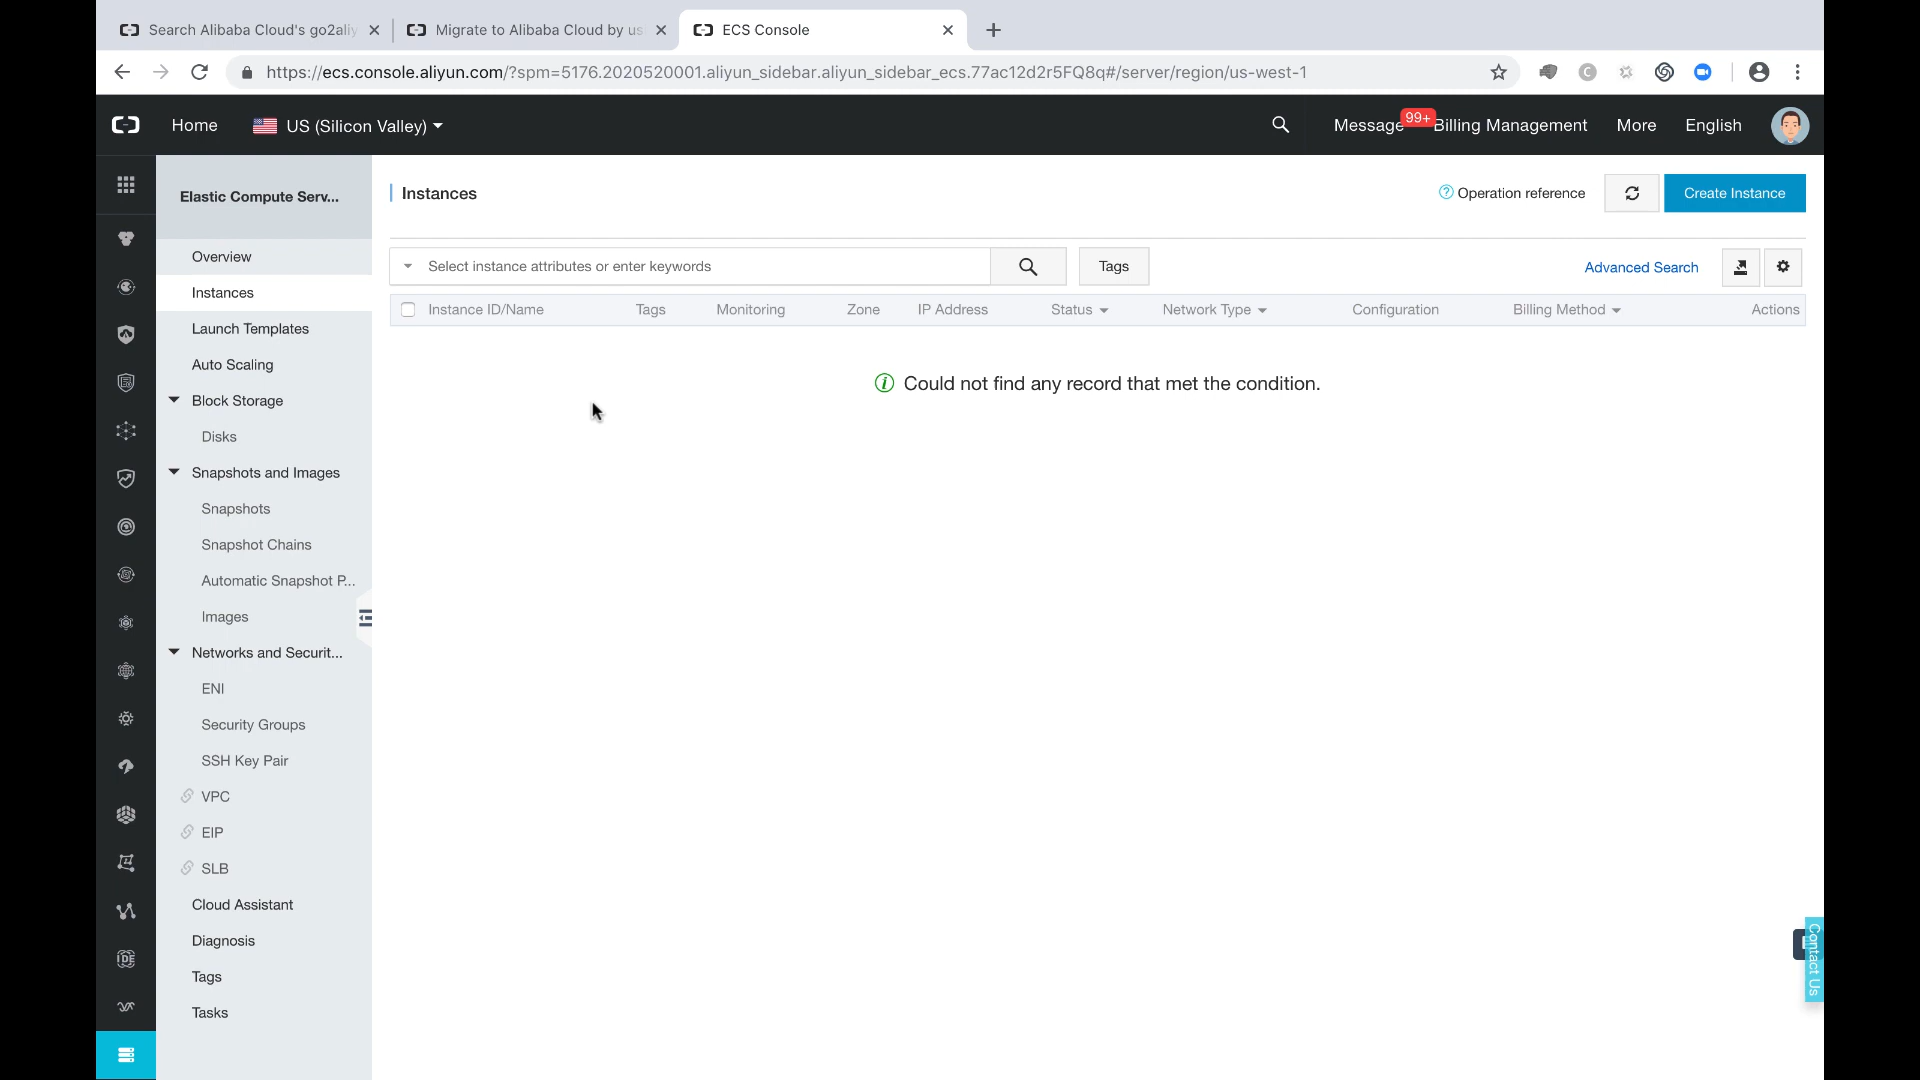 Search Alibaba Cloud's go2aliy
Migrate to Alibaba Cloud by us
ECS Console
https://ecs.console.aliyun.com/?spm=5176.2020520001.aliyun_sidebar.aliyun_sidebar_ecs.77ac12d2r5FQ8q#/server/region/us-west-1
Home
US (Silicon Valley)
Message 99+
Billing Management
More
English
Elastic Compute Serv...
Overview
Instances
Launch Templates
Auto Scaling
Block Storage
Disks
Snapshots and Images
Snapshots
Snapshot Chains
Automatic Snapshot P...
Images
Networks and Securit...
ENI
Security Groups
SSH Key Pair
VPC
EIP
SLB
Cloud Assistant
Diagnosis
Tags
Tasks
Instances
Operation reference
Create Instance
Select instance attributes or enter keywords
Tags
Advanced Search
Instance ID/Name Tags Monitoring Zone IP Address Status Network Type Configuration Billing Method Actions
Could not find any record that met the condition.
Contact Us